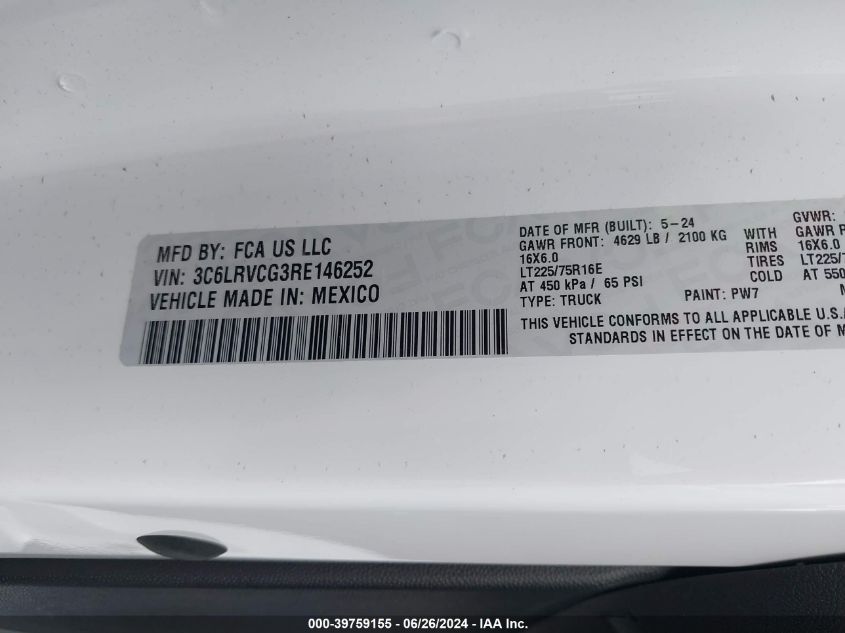 MFD BY: FCA US LLC
VIN: 3C6LRVCG3RE146252
VEHICLE MADE IN: MEXICO
DATE OF MFR (BUILT): 5-24
GAWR FRONT: 4629 LB / 2100 KG WITH
16X6.0 RIMS
LT225/75R16E TIRES
AT 450 kPa / 65 PSI COLD
TYPE: TRUCK PAINT: PW7
GVWR:
GAWR
16X6.0
LT225/
AT 550
THIS VEHICLE CONFORMS TO ALL APPLICABLE U.S.
STANDARDS IN EFFECT ON THE DATE OF M
000-39759155 - 06/26/2024 - IAA Inc.